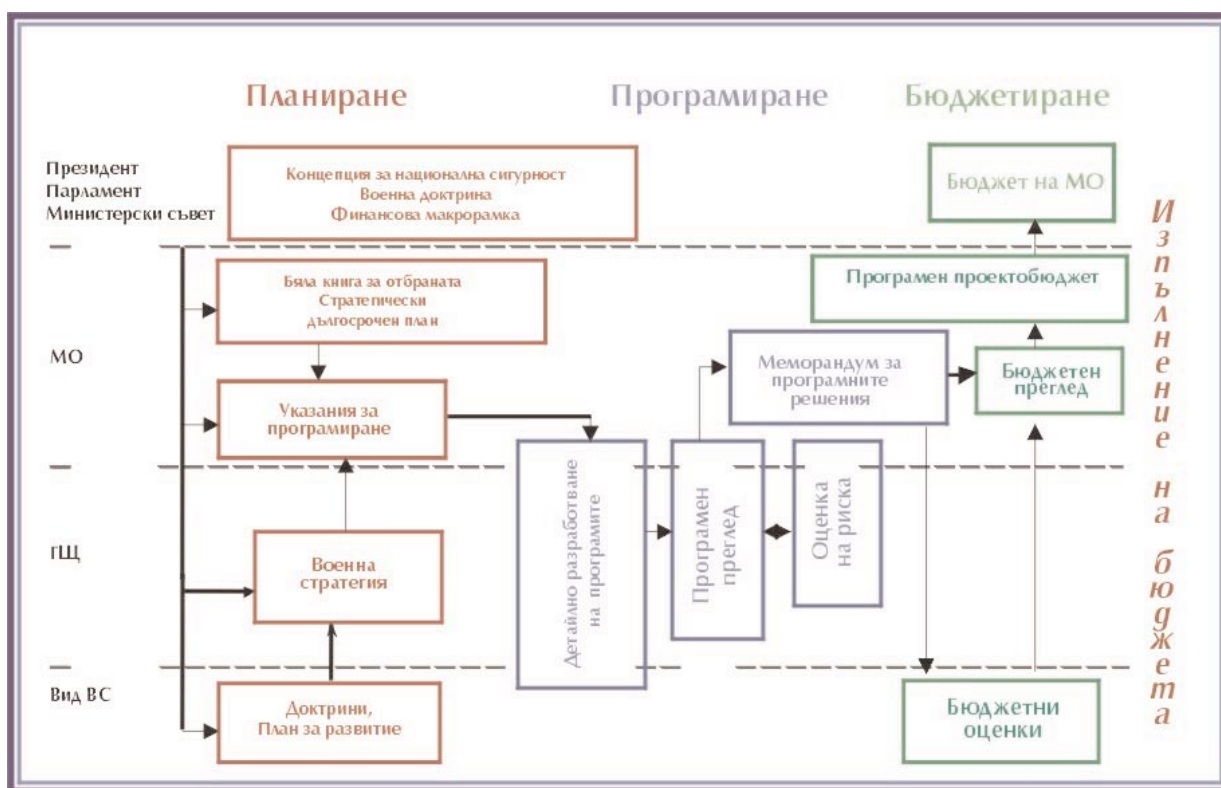 Планиране
Програмиране
Бюджетиране
Президент
Парламент
Министерски съвет
Концепция за национална сигурност
Военна доктрина
Финансова макрорамка
Бюджет на МО
МО
Бяла книга за отбраната
Стратегически
дългосрочен план
Програмен проектобюджет
Указания за
програмиране
Меморандум за
програмните
решения
Бюджетен
преглед
ГЩ
Военна
стратегия
Детайлно разработване
на програмите
Програмен
преглед
Оценка
на риска
Вид ВС
Доктрини,
План за развитие
Бюджетни
оценки
Изпълнение на бюджета